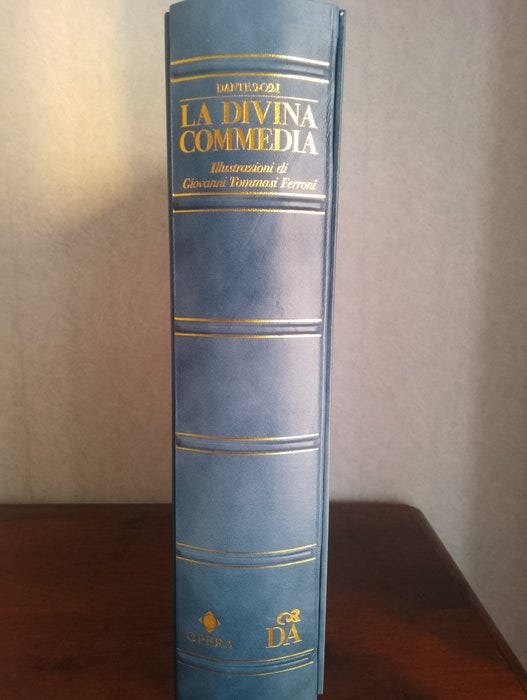 DANTE2021
LA DIVINA
COMMEDIA
Illustrazioni di
Giovanni Tommasi Ferroni
OPERA
DA